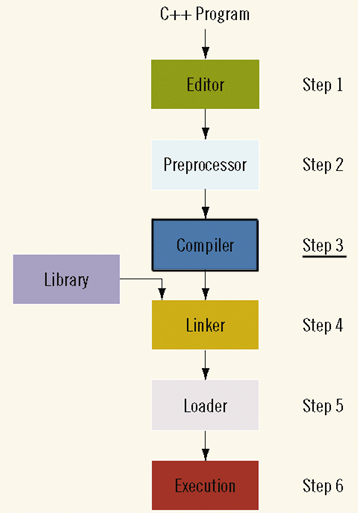 C++ Program
Editor
Step 1
Preprocessor
Step 2
Compiler
Step 3
Library
Linker
Step 4
Loader
Step 5
Execution
Step 6